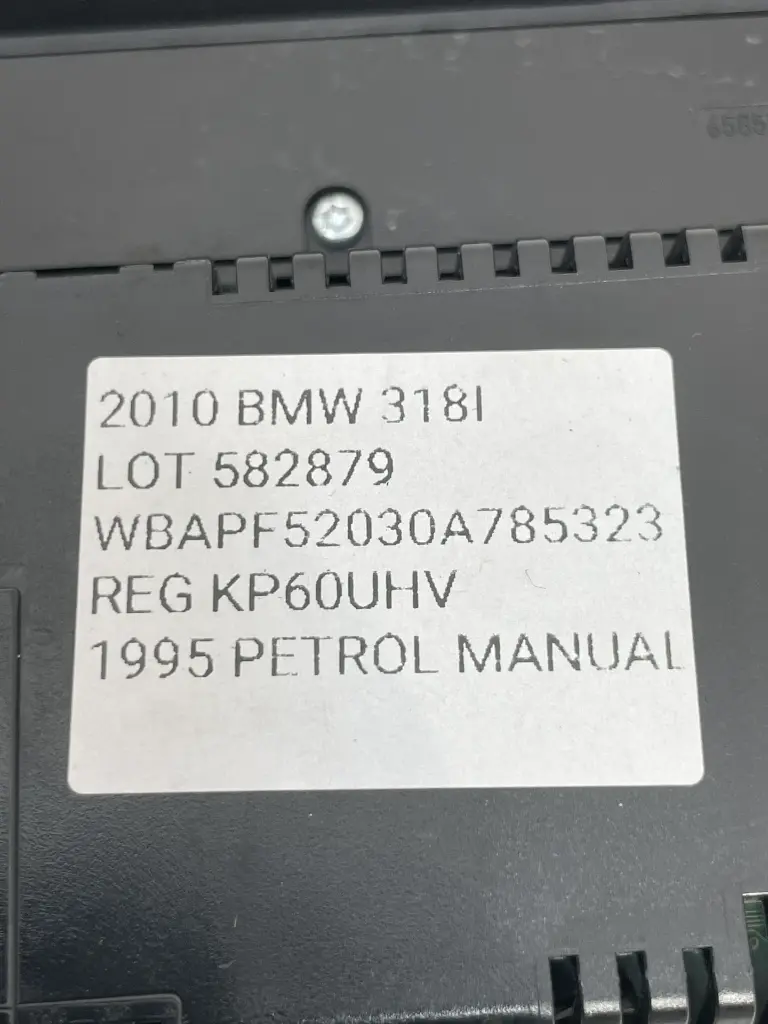 2010 BMW 318I
LOT 582879
WBAPF52030A785323
REG KP60UHV
1995 PETROL MANUAL